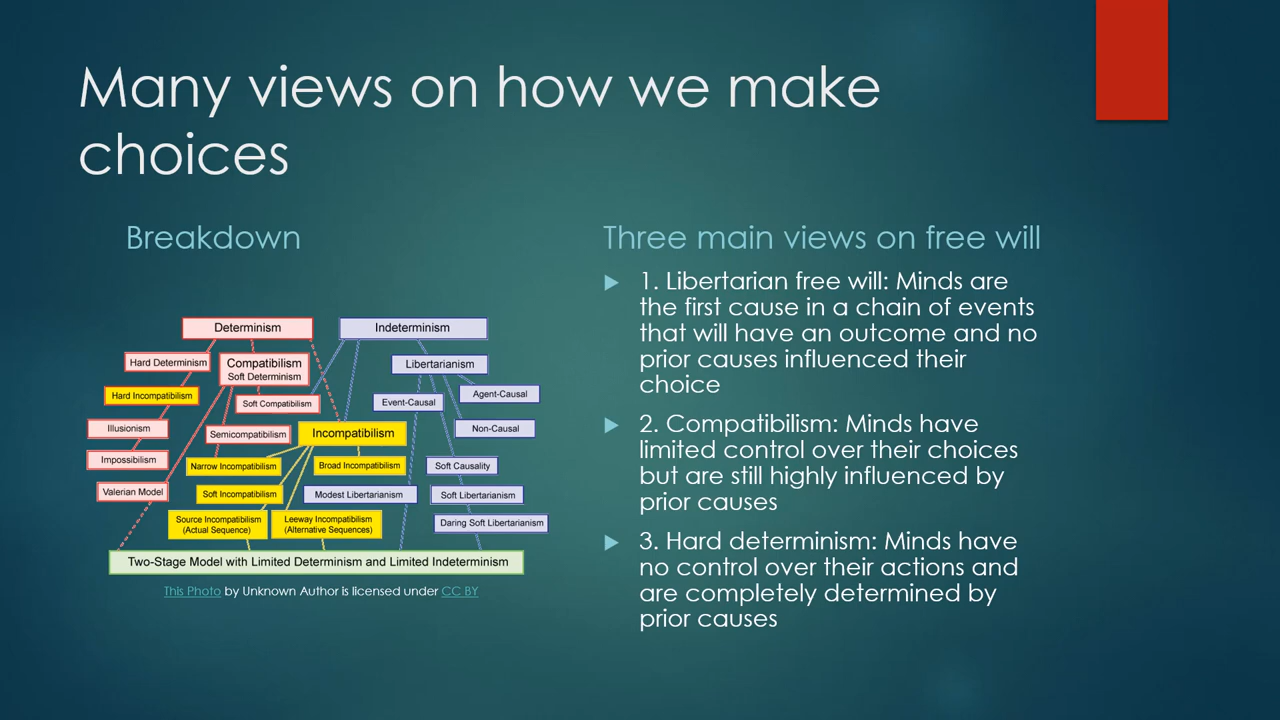 Many views on how we make
choices
Breakdown
Determinism
Indeterminism
Hard Determinism
Compatibilism
Soft Determinism
Libertarianism
Hard Incompatibilism
Soft Compatibilism
Event-Causal
Agent-Causal
Illusionism
Semicompatibilism
Incompatibilism
Non-Causal
Impossibilism
Narrow Incompatibilism
Broad Incompatibilism
Soft Causality
Valerian Model
Soft Incompatibilism
Modest Libertarianism
Soft Libertarianism
Source Incompatibilism
(Actual Sequence)
Leeway Incompatibilism
(Alternative Sequences)
Daring Soft Libertarianism
Two-Stage Model with Limited Determinism and Limited Indeterminism
This Photo by Unknown Author is licensed under CC BY
Three main views on free will
1. Libertarian free will: Minds are
the first cause in a chain of events
that will have an outcome and no
prior causes influenced their
choice
2. Compatibilism: Minds have
limited control over their choices
but are still highly influenced by
prior causes
3. Hard determinism: Minds have
no control over their actions and
are completely determined by
prior causes